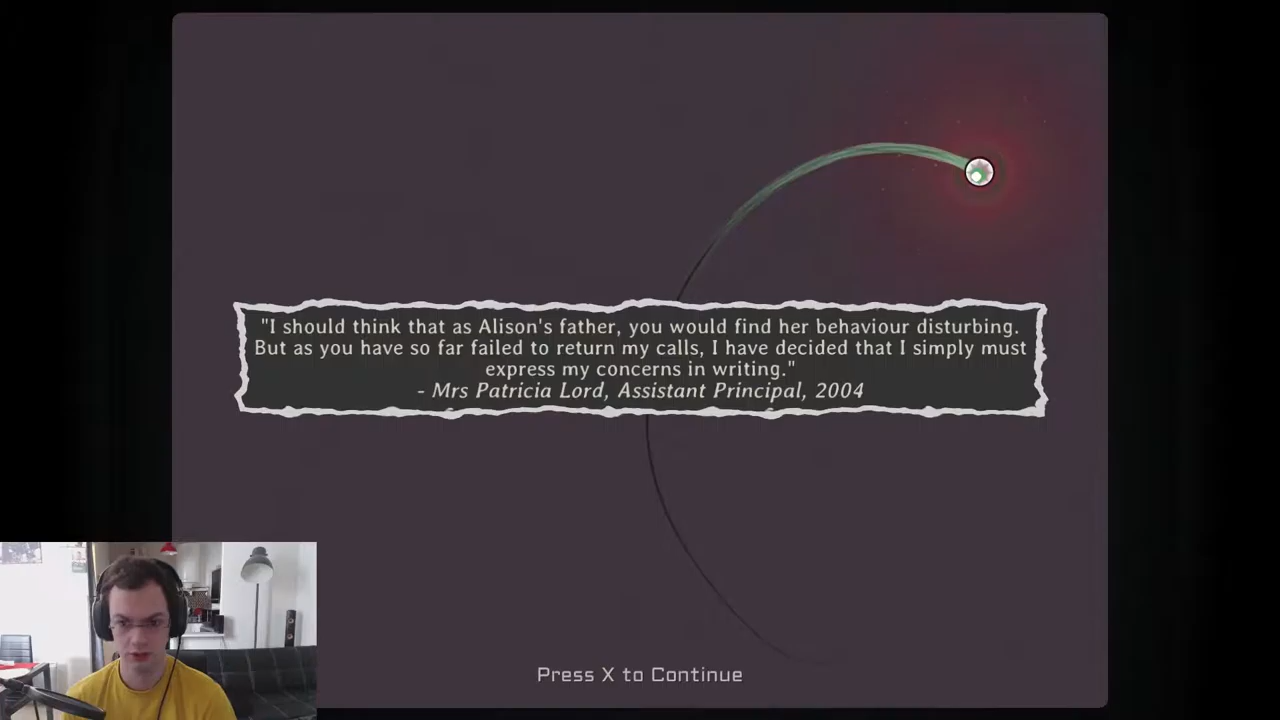 "I should think that as Alison's father, you would find her behaviour disturbing.
But as you have so far failed to return my calls, I have decided that I simply must
express my concerns in writing."
- Mrs Patricia Lord, Assistant Principal, 2004
Press X to Continue